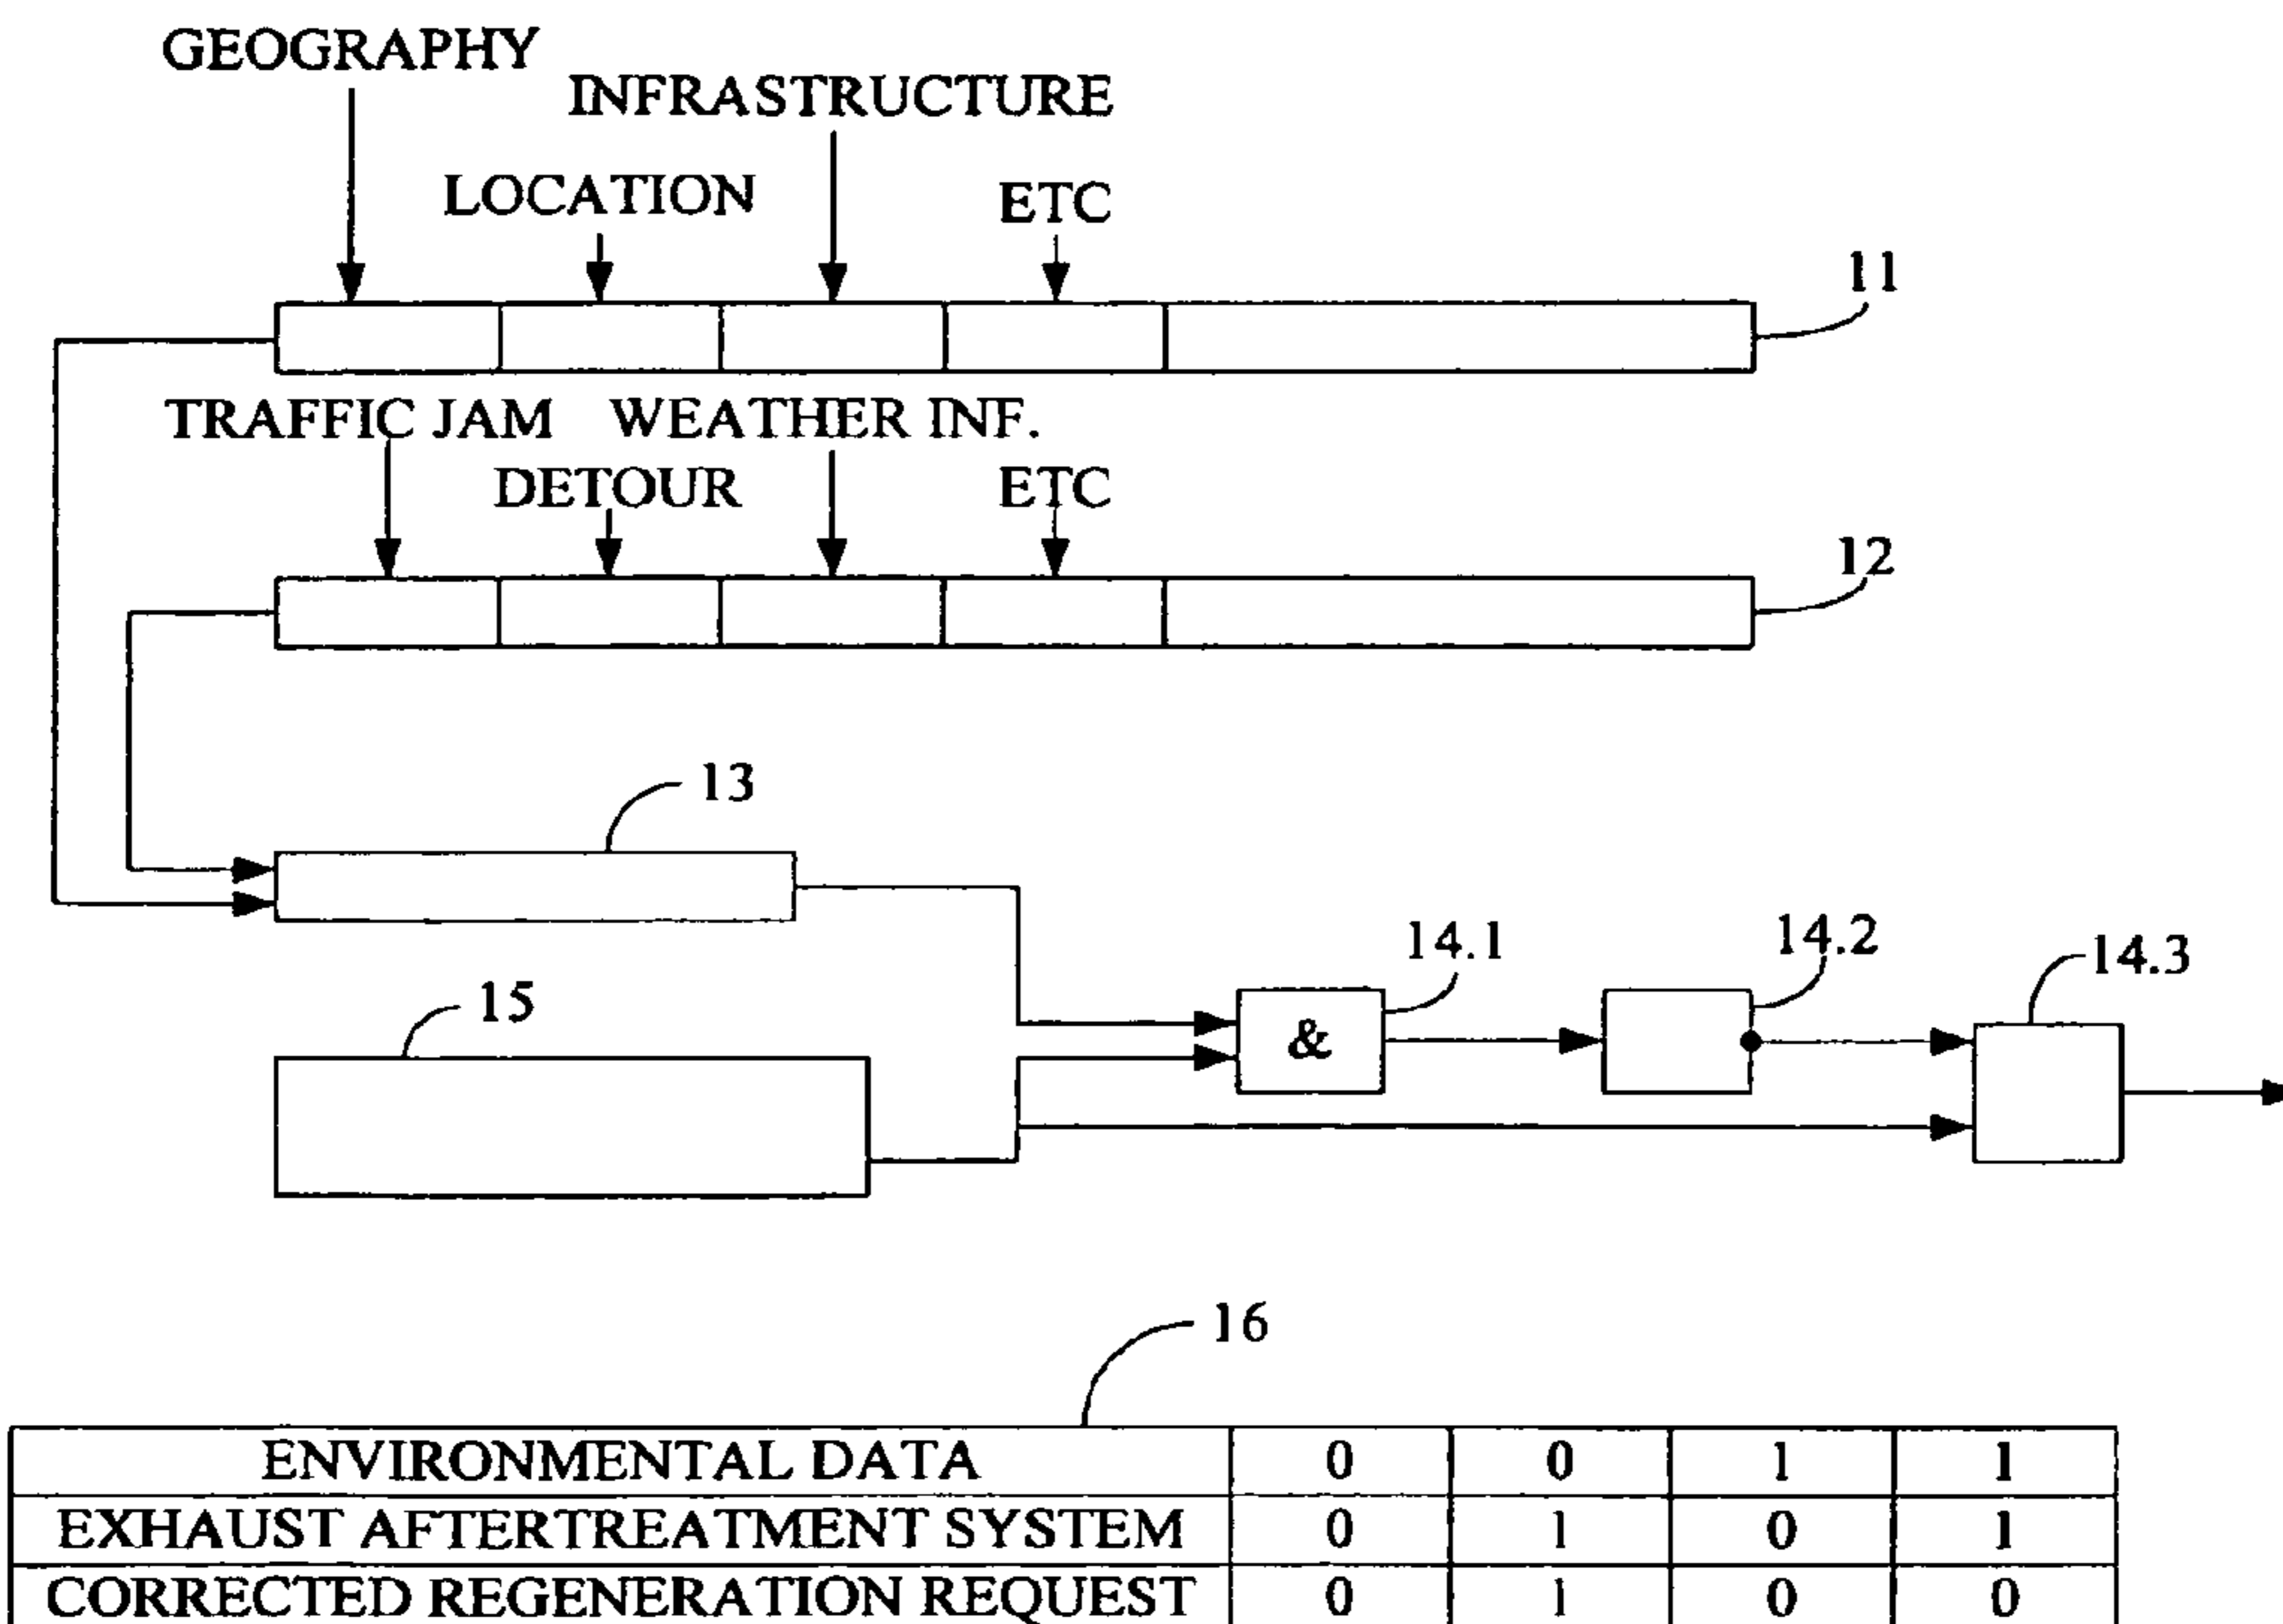 GEOGRAPHY
INFRASTRUCTURE
LOCATION
ETC
11
TRAFFIC JAM
WEATHER INF.
DETOUR
ETC
12
13
14.1
14.2
14.3
15
&
16
ENVIRONMENTAL DATA 0 0 1 1
EXHAUST AFTERTREATMENT SYSTEM 0 1 0 1
CORRECTED REGENERATION REQUEST 0 1 0 0